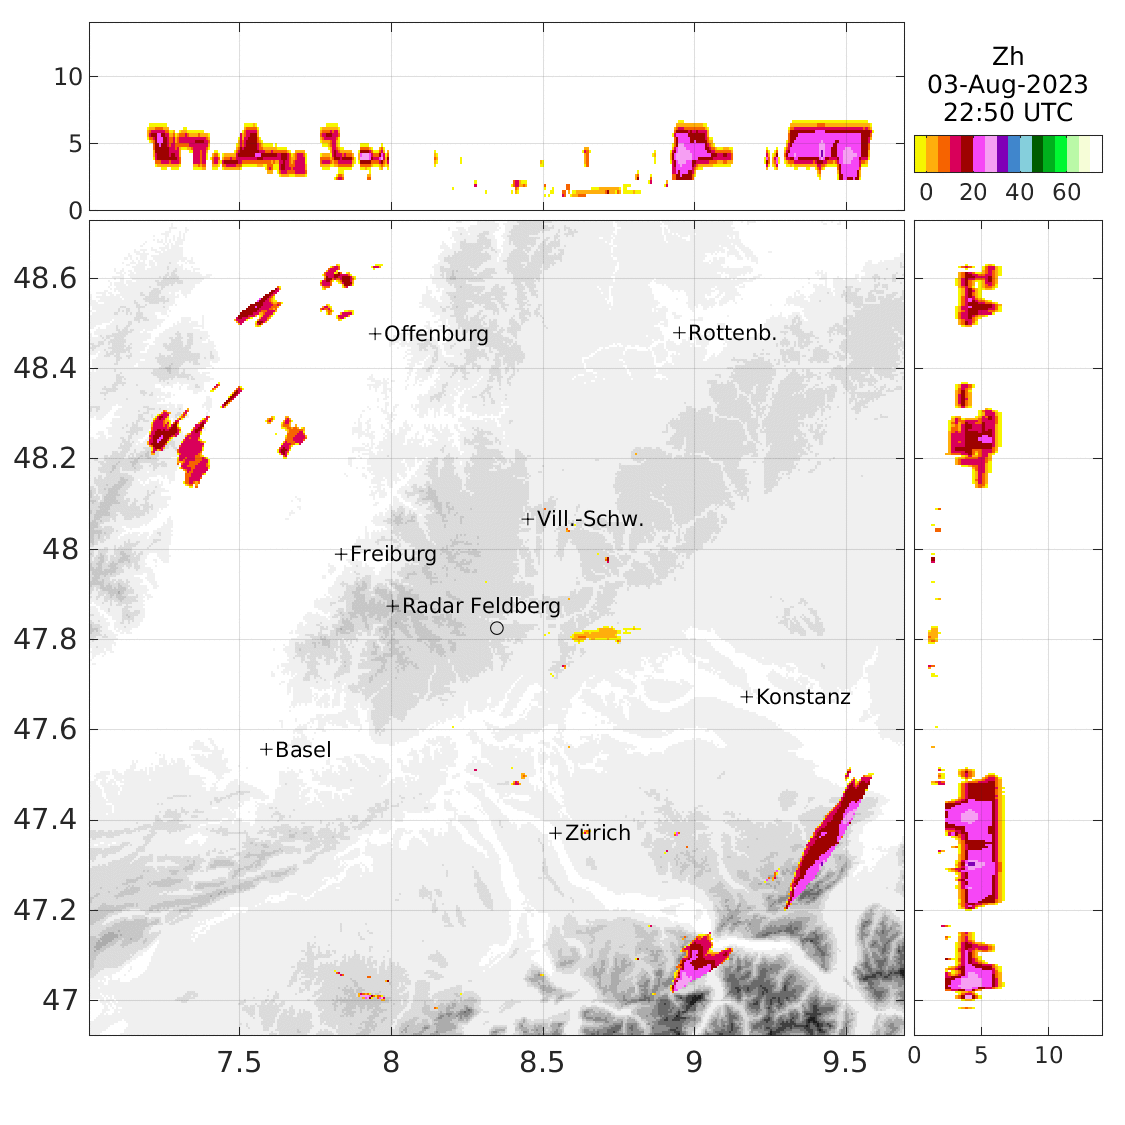 Zh
03-Aug-2023
22:50 UTC
0 20 40 60
10
5
0
48.6
48.4
48.2
48
47.8
47.6
47.4
47.2
47
+Offenburg
+Rottenb.
+Vill.-Schw.
+Freiburg
+Radar Feldberg
+Konstanz
+Basel
+Zürich
7.5 8 8.5 9 9.5
0 5 10